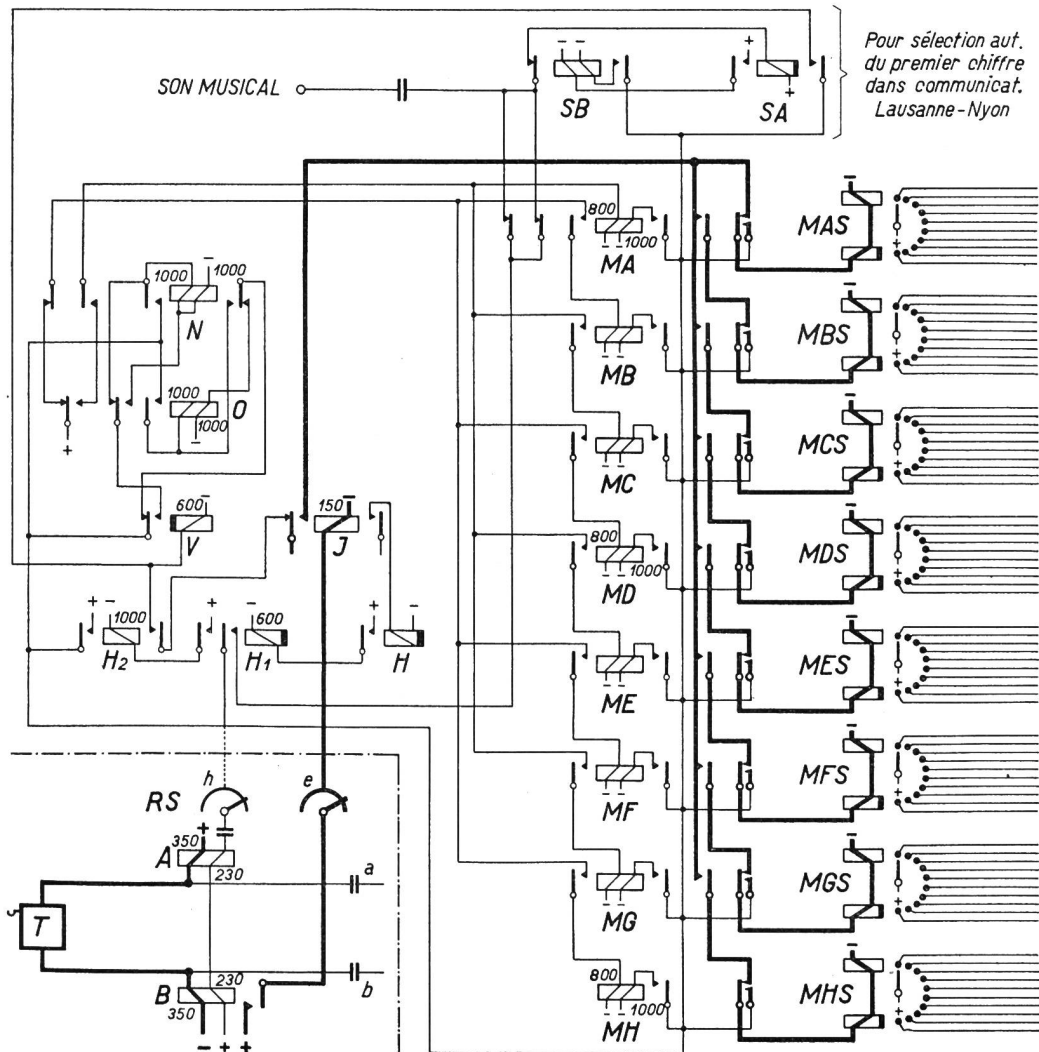 Pour sélection aut.
du premier chiffre
dans communicat.
Lausanne-Nyon
SON MUSICAL
SB
SA
800
1000
MA
MAS
1000
1000
N
MB
MBS
1000
1000
O
MC
MCS
600
V
150
J
800
1000
MD
MDS
1000
H2
600
H1
H
ME
MES
h
e
RS
MF
MFS
350
A
230
a
T
MG
MGS
230
B
350
b
800
1000
MH
MHS